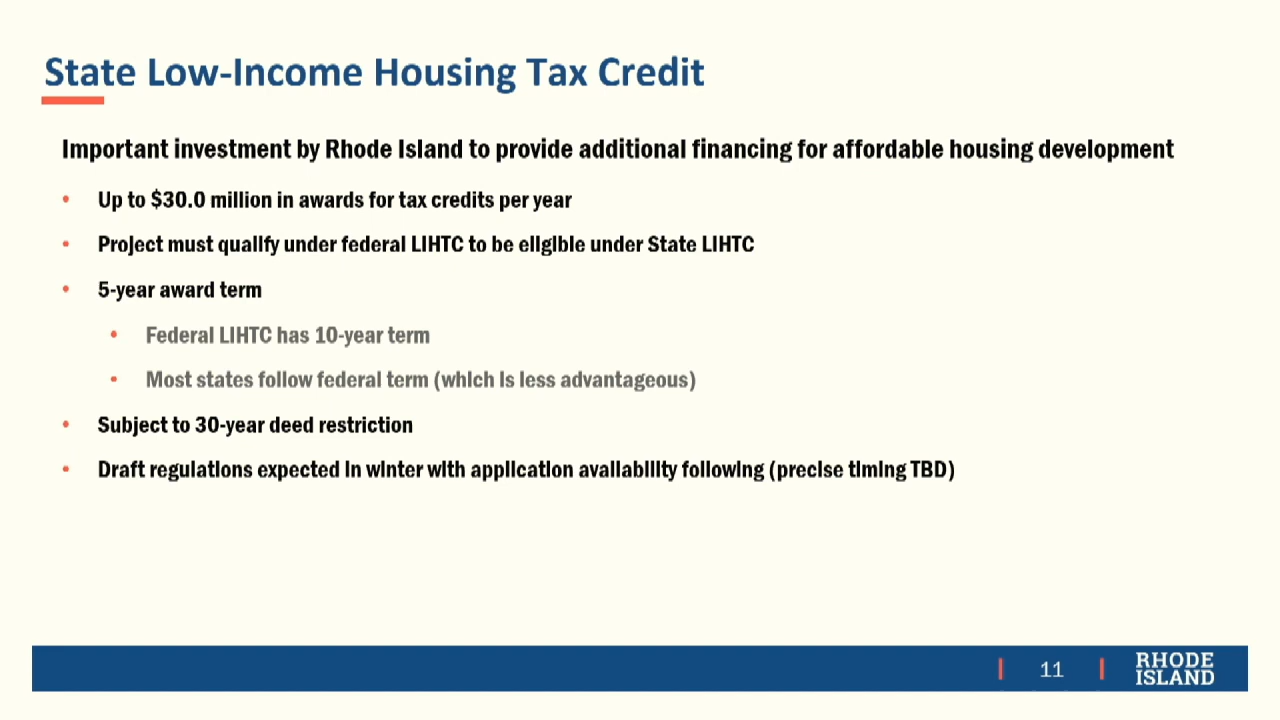 State Low-Income Housing Tax Credit
Important investment by Rhode Island to provide additional financing for affordable housing development
• Up to $30.0 million in awards for tax credits per year
• Project must qualify under federal LIHTC to be eligible under State LIHTC
• 5-year award term
• Federal LIHTC has 10-year term
• Most states follow federal term (which is less advantageous)
• Subject to 30-year deed restriction
• Draft regulations expected in winter with application availability following (precise timing TBD)
11
RHODE
ISLAND